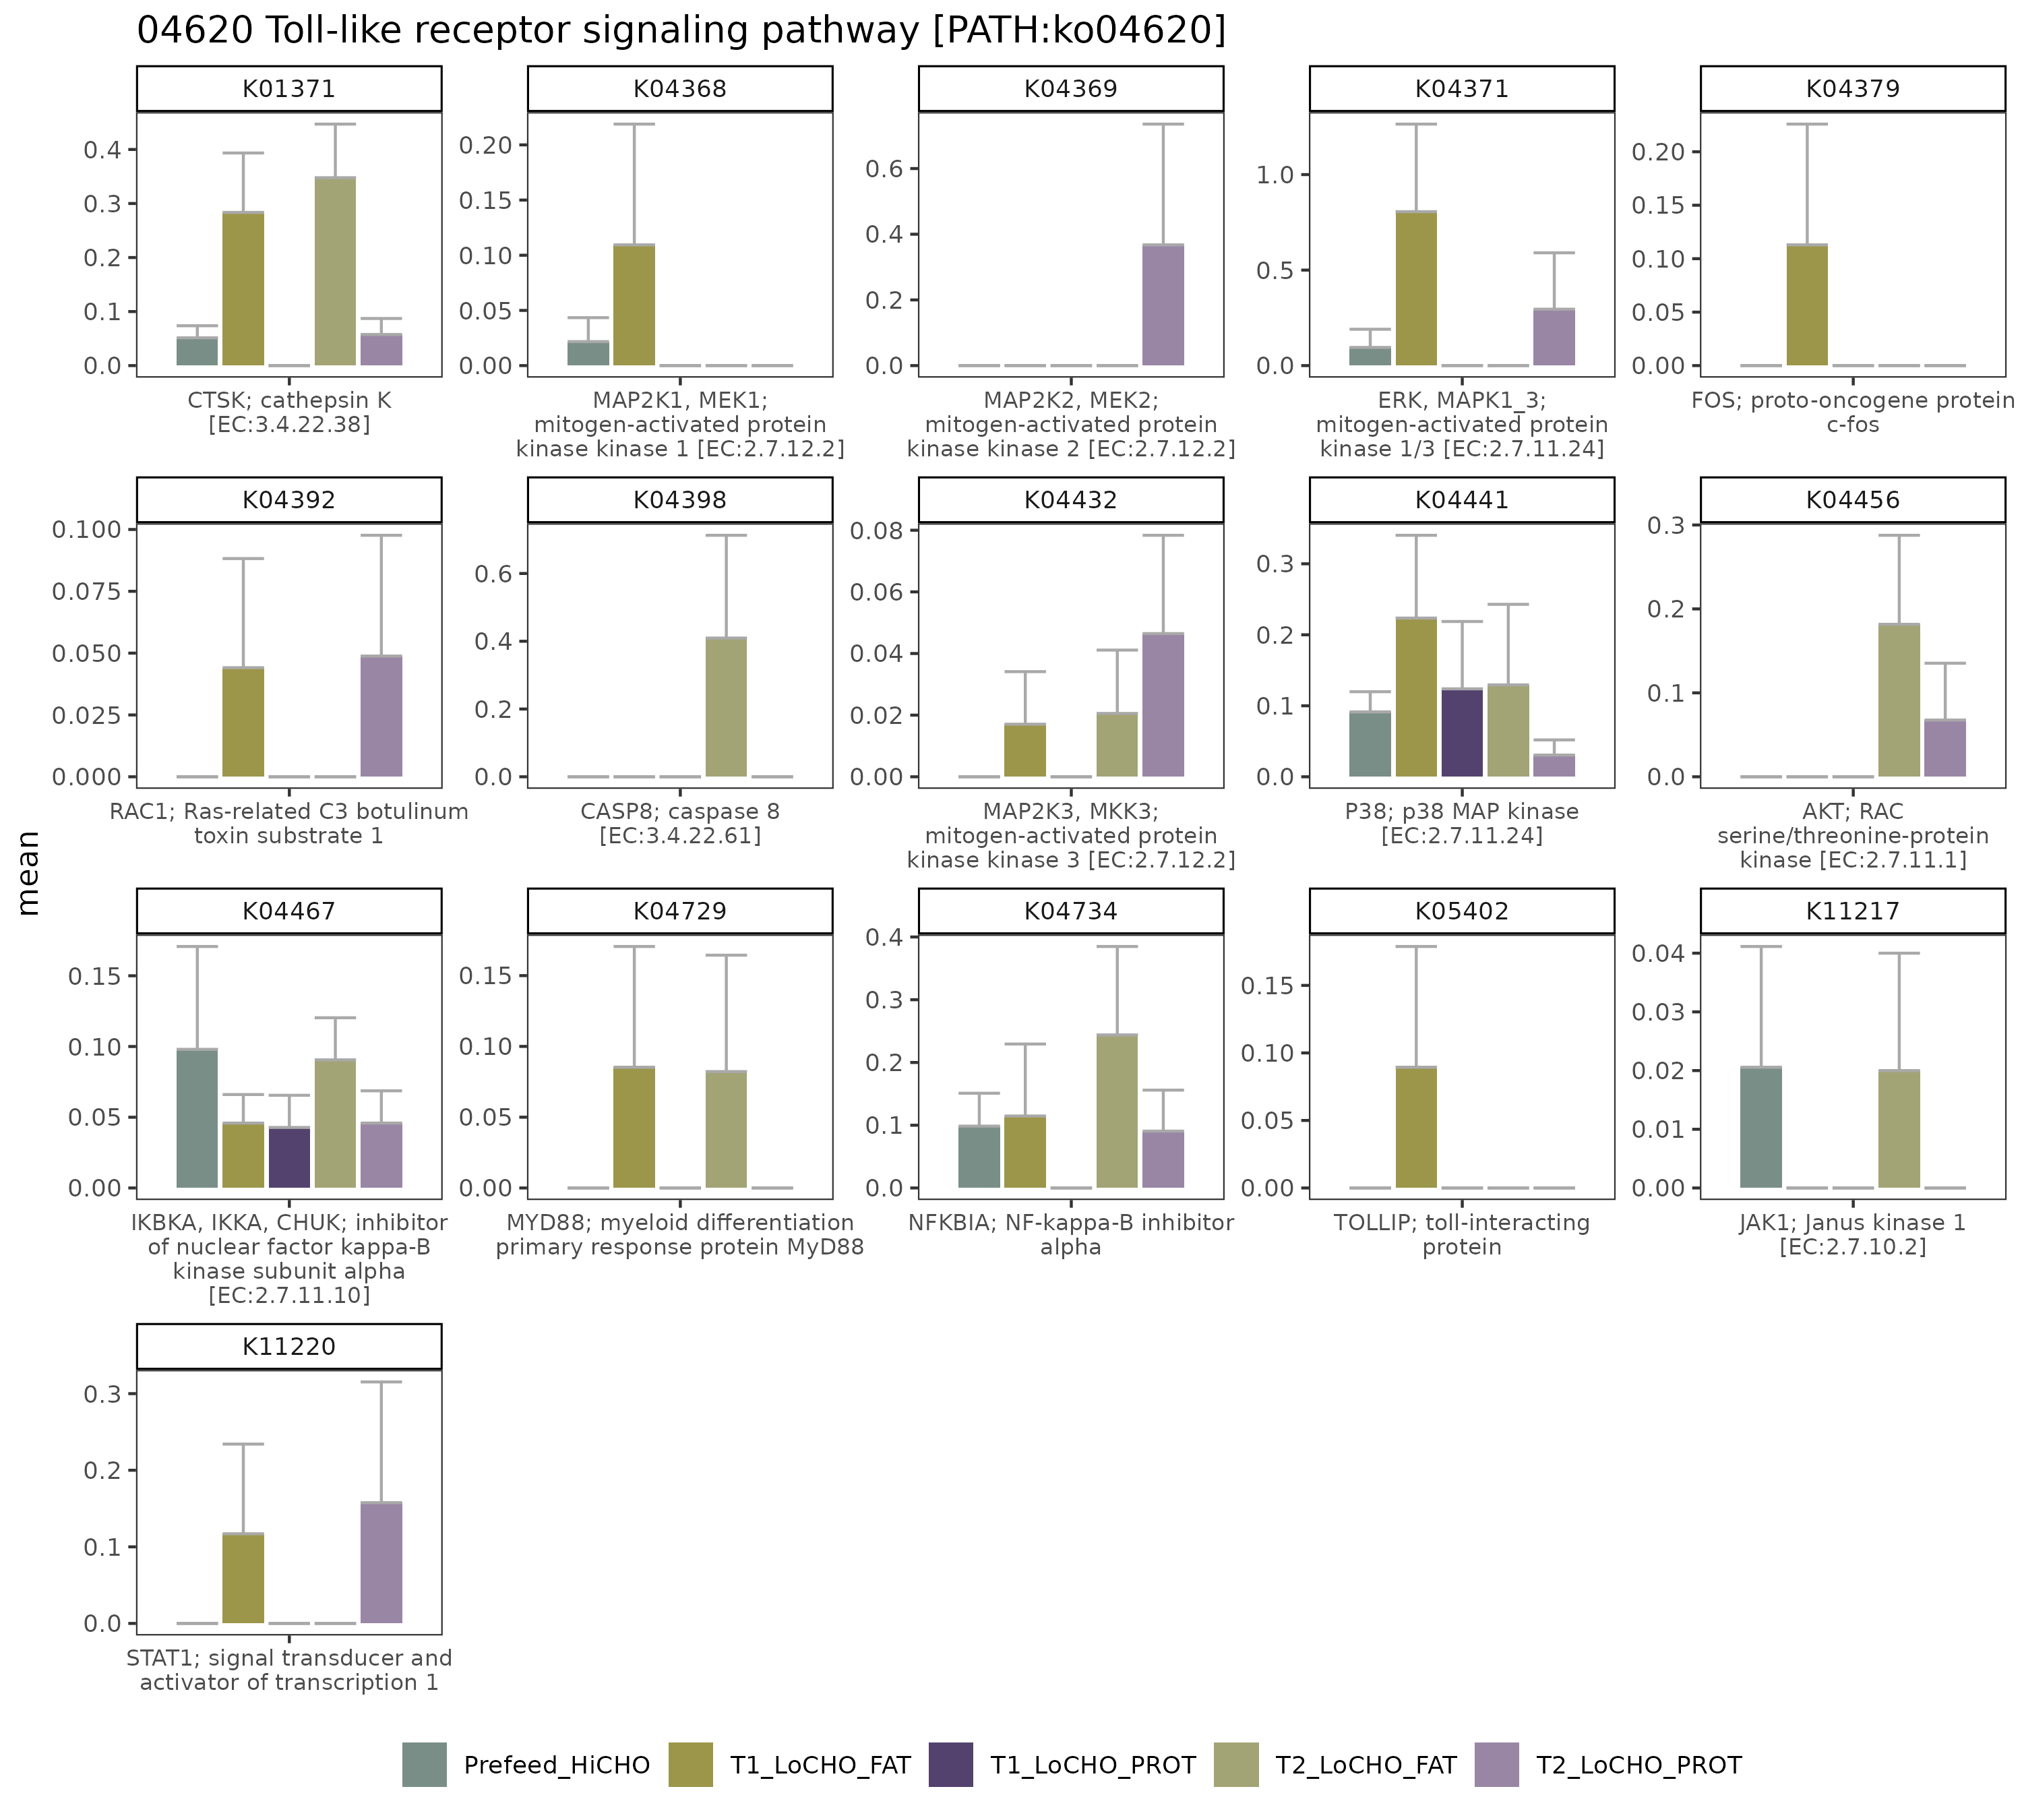 04620 Toll-like receptor signaling pathway [PATH:ko04620]
K01371
0.4
0.3
0.2
0.1
0.0
CTSK; cathepsin K
[EC:3.4.22.38]
K04368
0.20
0.15
0.10
0.05
0.00
MAP2K1, MEK1;
mitogen-activated protein
kinase kinase 1 [EC:2.7.12.2]
K04369
0.6
0.4
0.2
0.0
MAP2K2, MEK2;
mitogen-activated protein
kinase kinase 2 [EC:2.7.12.2]
K04371
1.0
0.5
0.0
ERK, MAPK1_3;
mitogen-activated protein
kinase 1/3 [EC:2.7.11.24]
K04379
0.20
0.15
0.10
0.05
0.00
FOS; proto-oncogene protein
c-fos
K04392
0.100
0.075
0.050
0.025
0.000
RAC1; Ras-related C3 botulinum
toxin substrate 1
K04398
0.6
0.4
0.2
0.0
CASP8; caspase 8
[EC:3.4.22.61]
K04432
0.08
0.06
0.04
0.02
0.00
MAP2K3, MKK3;
mitogen-activated protein
kinase kinase 3 [EC:2.7.12.2]
K04441
0.3
0.2
0.1
0.0
P38; p38 MAP kinase
[EC:2.7.11.24]
K04456
0.3
0.2
0.1
0.0
AKT; RAC
serine/threonine-protein
kinase [EC:2.7.11.1]
mean
K04467
0.15
0.10
0.05
0.00
IKBKA, IKKA, CHUK; inhibitor
of nuclear factor kappa-B
kinase subunit alpha
[EC:2.7.11.10]
K04729
0.15
0.10
0.05
0.00
MYD88; myeloid differentiation
primary response protein MyD88
K04734
0.4
0.3
0.2
0.1
0.0
NFKBIA; NF-kappa-B inhibitor
alpha
K05402
0.15
0.10
0.05
0.00
TOLLIP; toll-interacting
protein
K11217
0.04
0.03
0.02
0.01
0.00
JAK1; Janus kinase 1
[EC:2.7.10.2]
K11220
0.3
0.2
0.1
0.0
STAT1; signal transducer and
activator of transcription 1
Prefeed_HiCHO
T1_LoCHO_FAT
T1_LoCHO_PROT
T2_LoCHO_FAT
T2_LoCHO_PROT